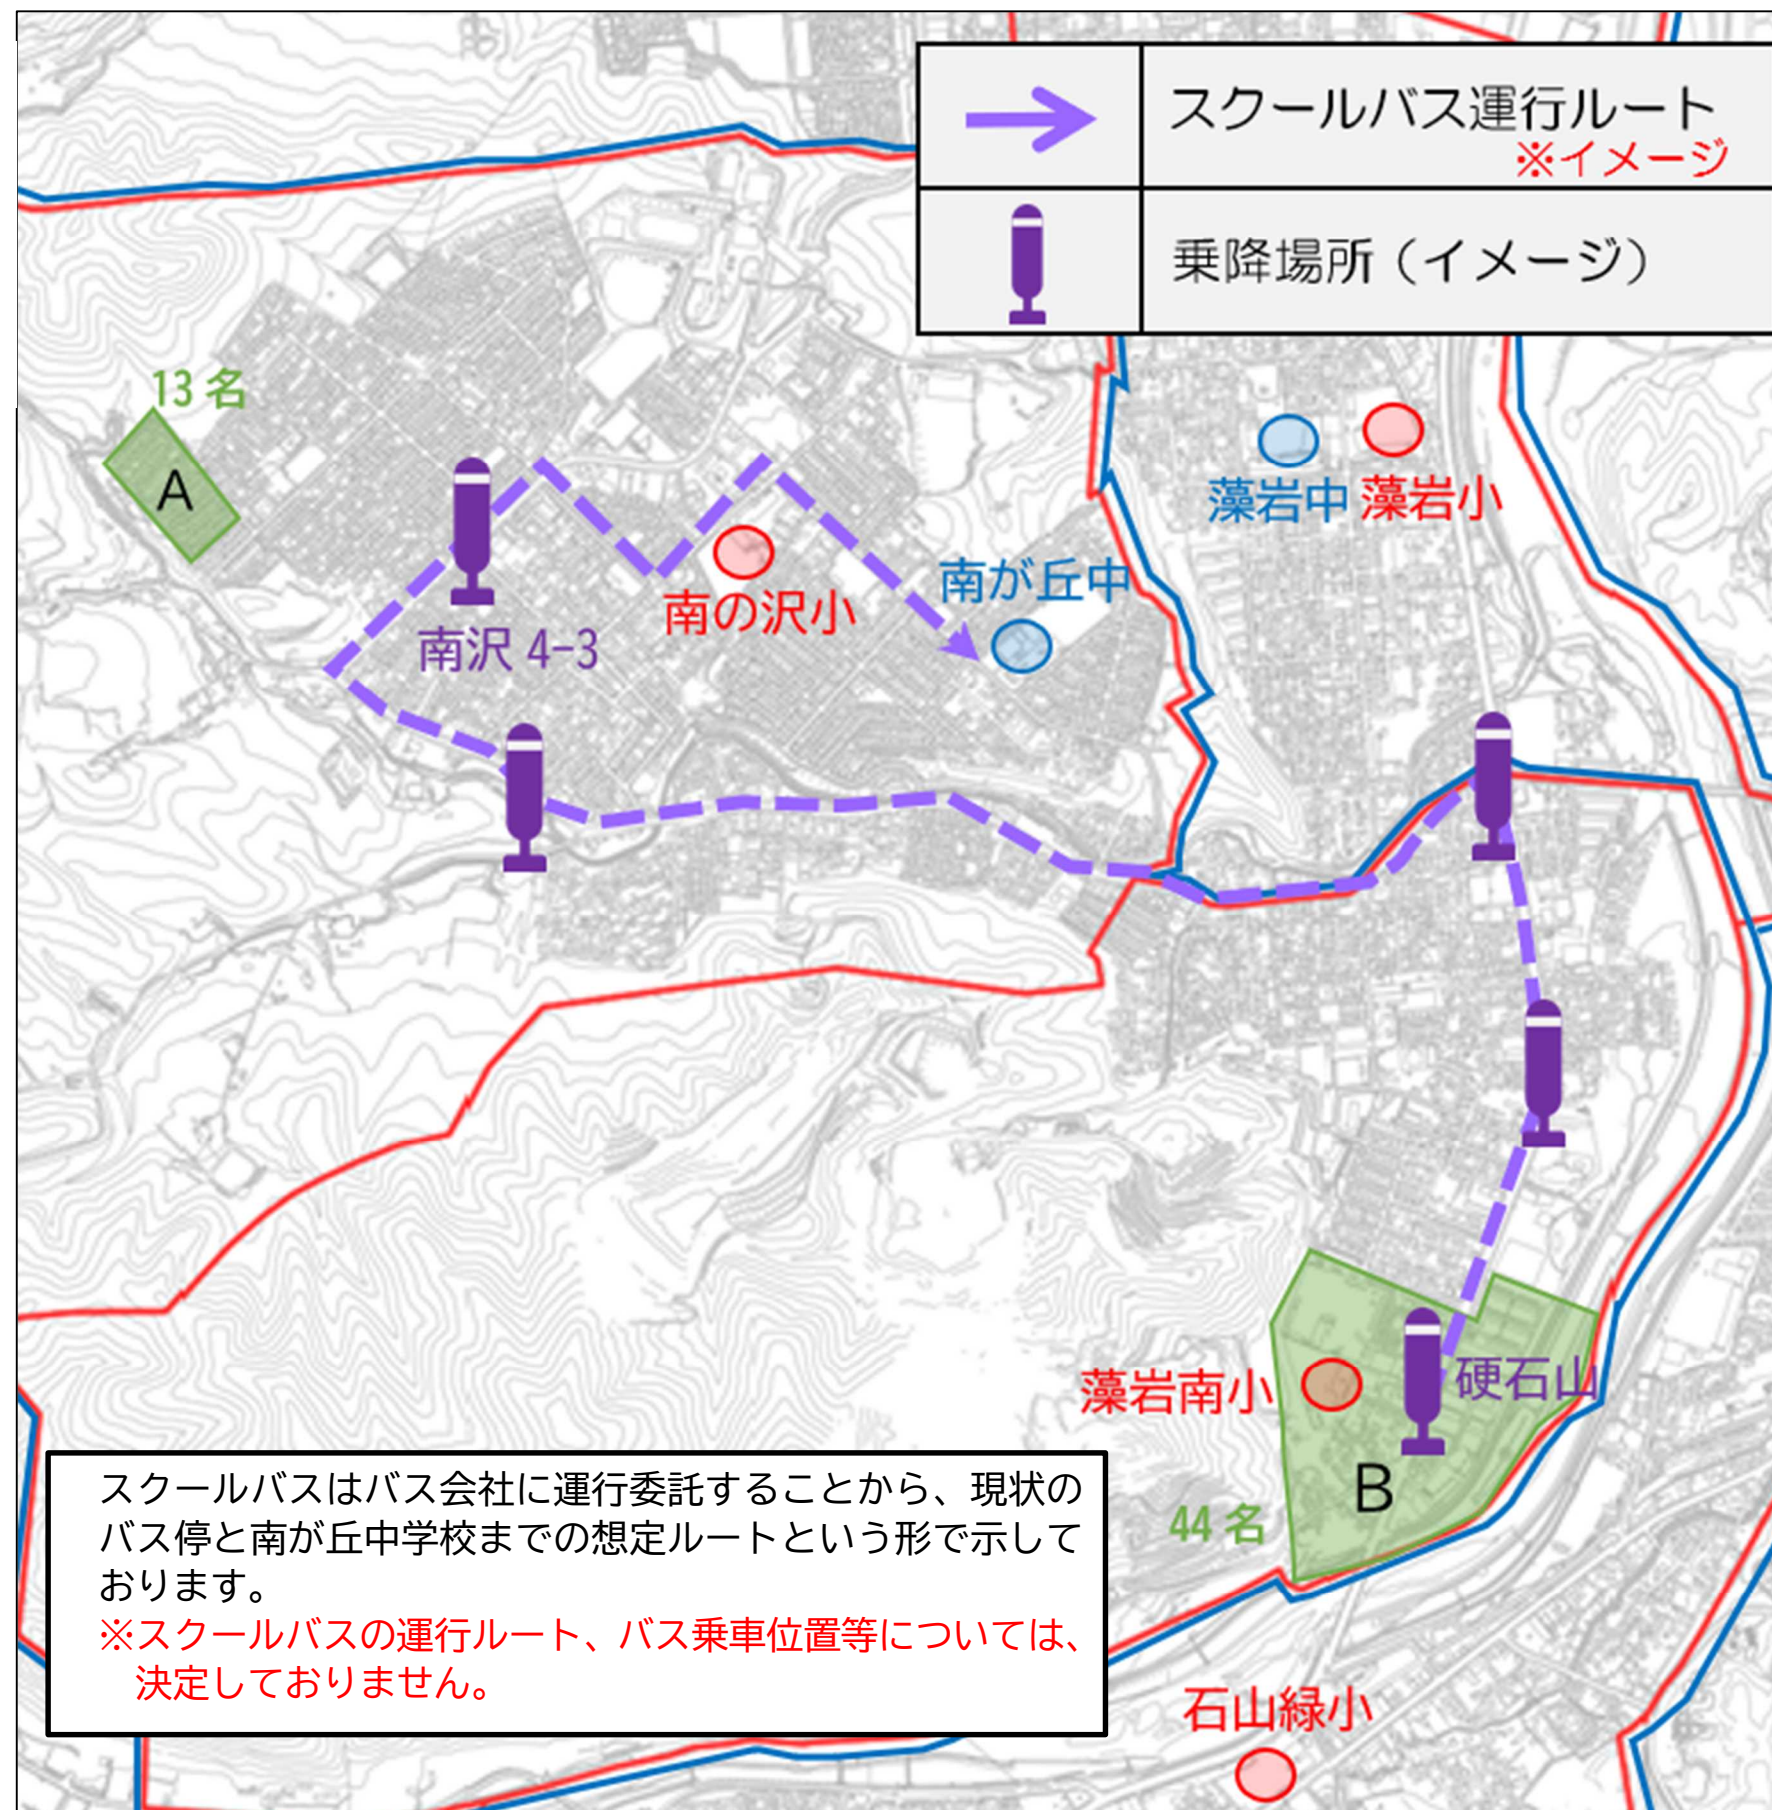 スクールバス運行ルート
※イメージ
乗降場所（イメージ）
13名
A
藻岩中
藻岩小
南が丘中
南の沢小
南沢4-3
藻岩南小
硬石山
B
44名
スクールバスはバス会社に運行委託することから、現状の
バス停と南が丘中学校までの想定ルートという形で示して
おります。
※スクールバスの運行ルート、バス乗車位置等については、
決定しておりません。
石山緑小